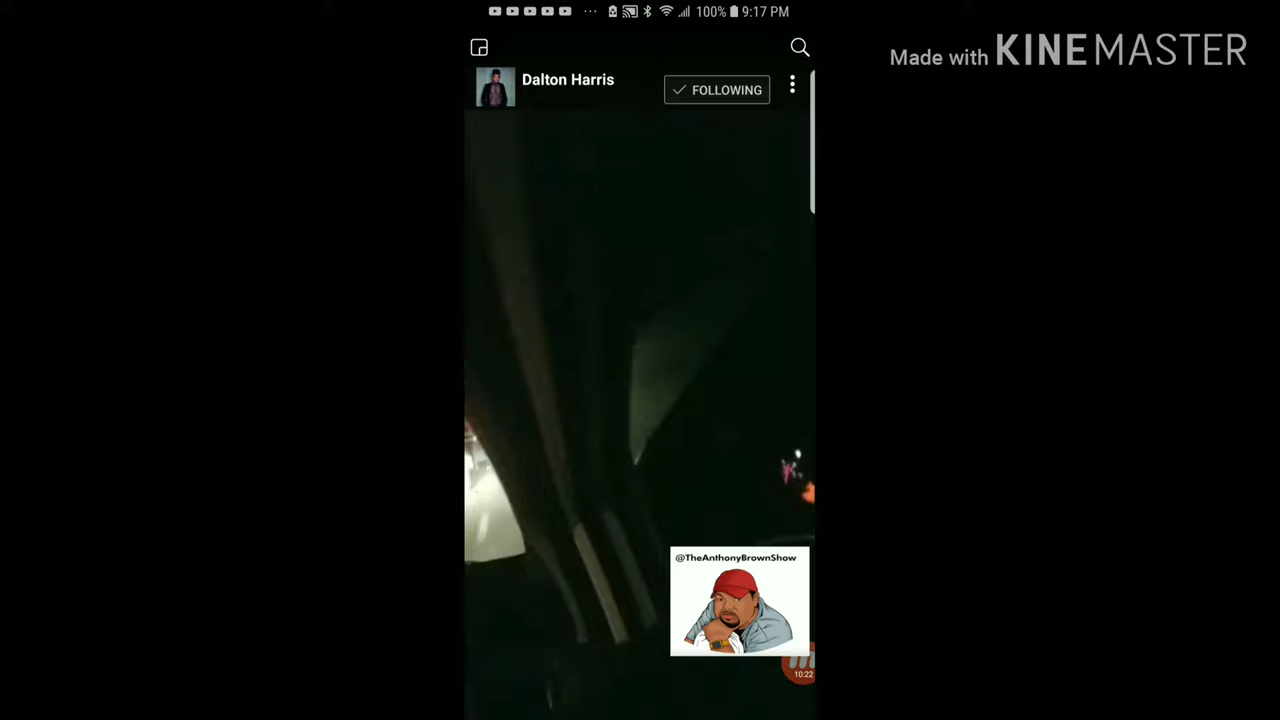 100% 9:17 PM
Made with KINEMASTER
Dalton Harris
FOLLOWING
@TheAnthonyBrownShow
10:22